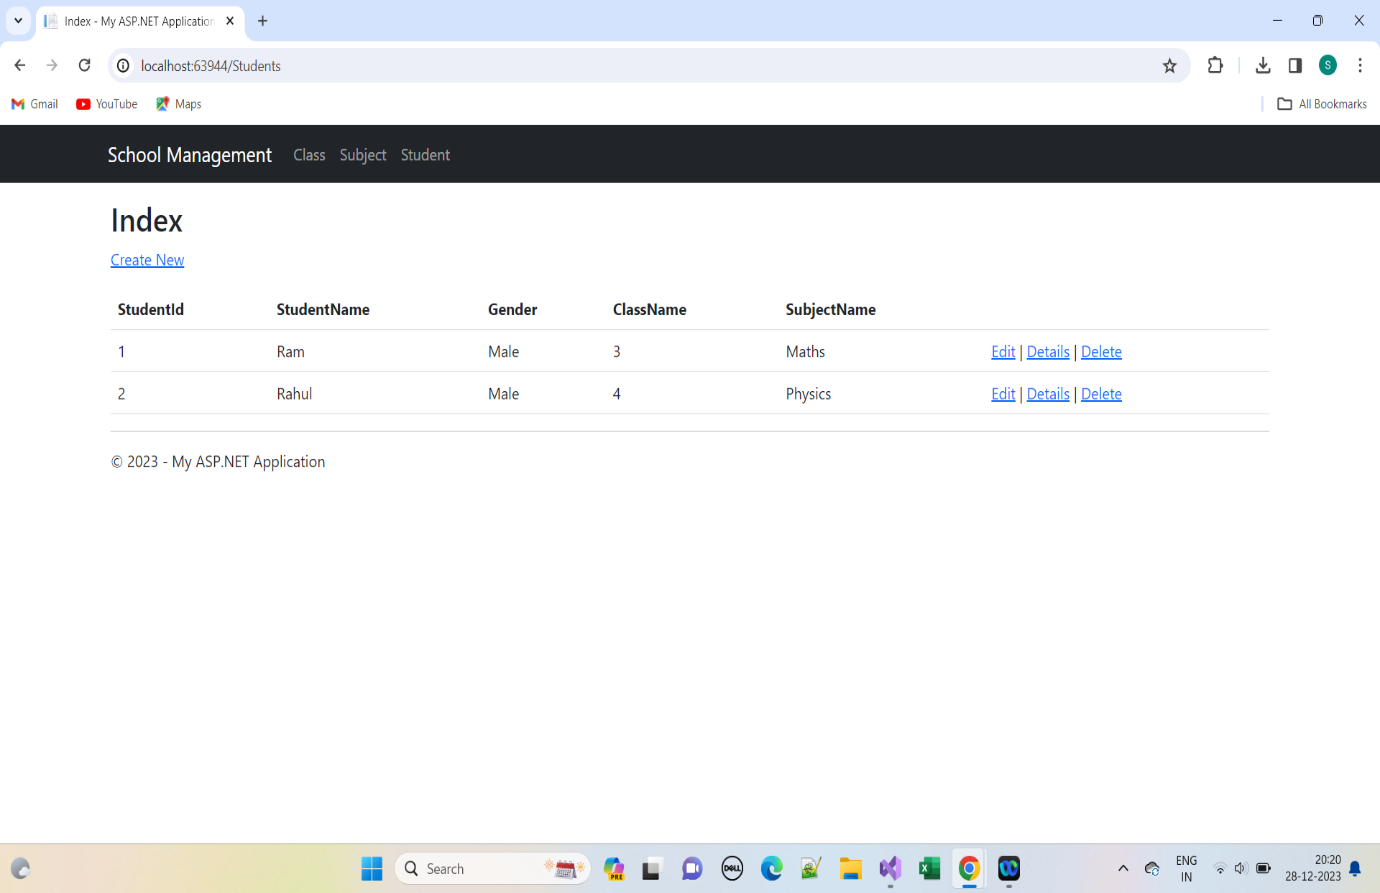 Index - My ASP.NET Application
localhost:63944/Students
S
Gmail YouTube Maps All Bookmarks
School Management Class Subject Student
Index
Create New
StudentId StudentName Gender ClassName SubjectName
1 Ram Male 3 Maths Edit | Details | Delete
2 Rahul Male 4 Physics Edit | Details | Delete
© 2023 - My ASP.NET Application
Search PRE DELL ENG 20:20
IN 28-12-2023